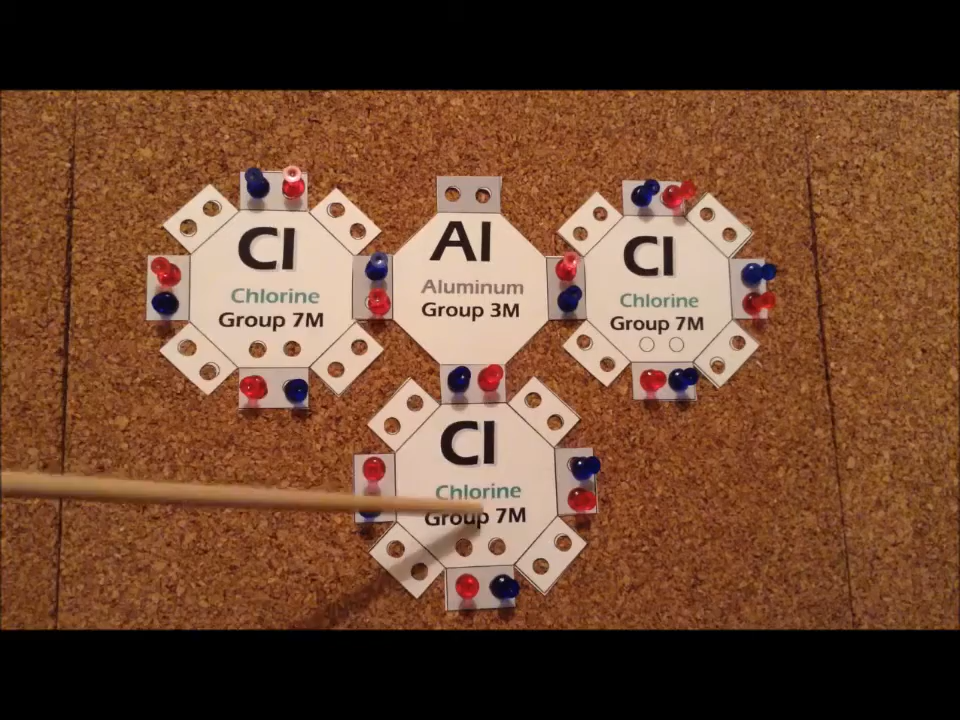 Cl
Chlorine
Group 7M
Al
Aluminum
Group 3M
Cl
Chlorine
Group 7M
Cl
Chlorine
Group 7M